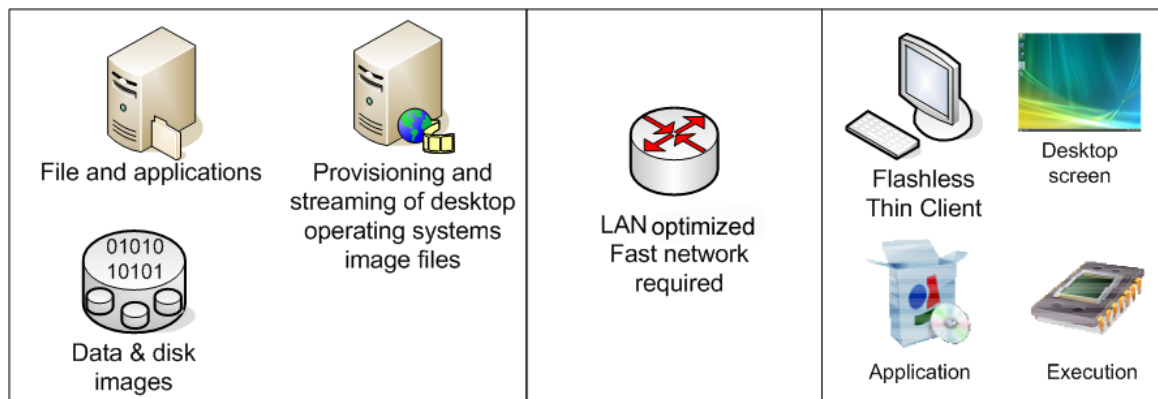 File and applications
Provisioning and
streaming of desktop
operating systems
image files
01010
10101
Data & disk
images
LAN optimized
Fast network
required
Flashless
Thin Client
Desktop
screen
Application
Execution